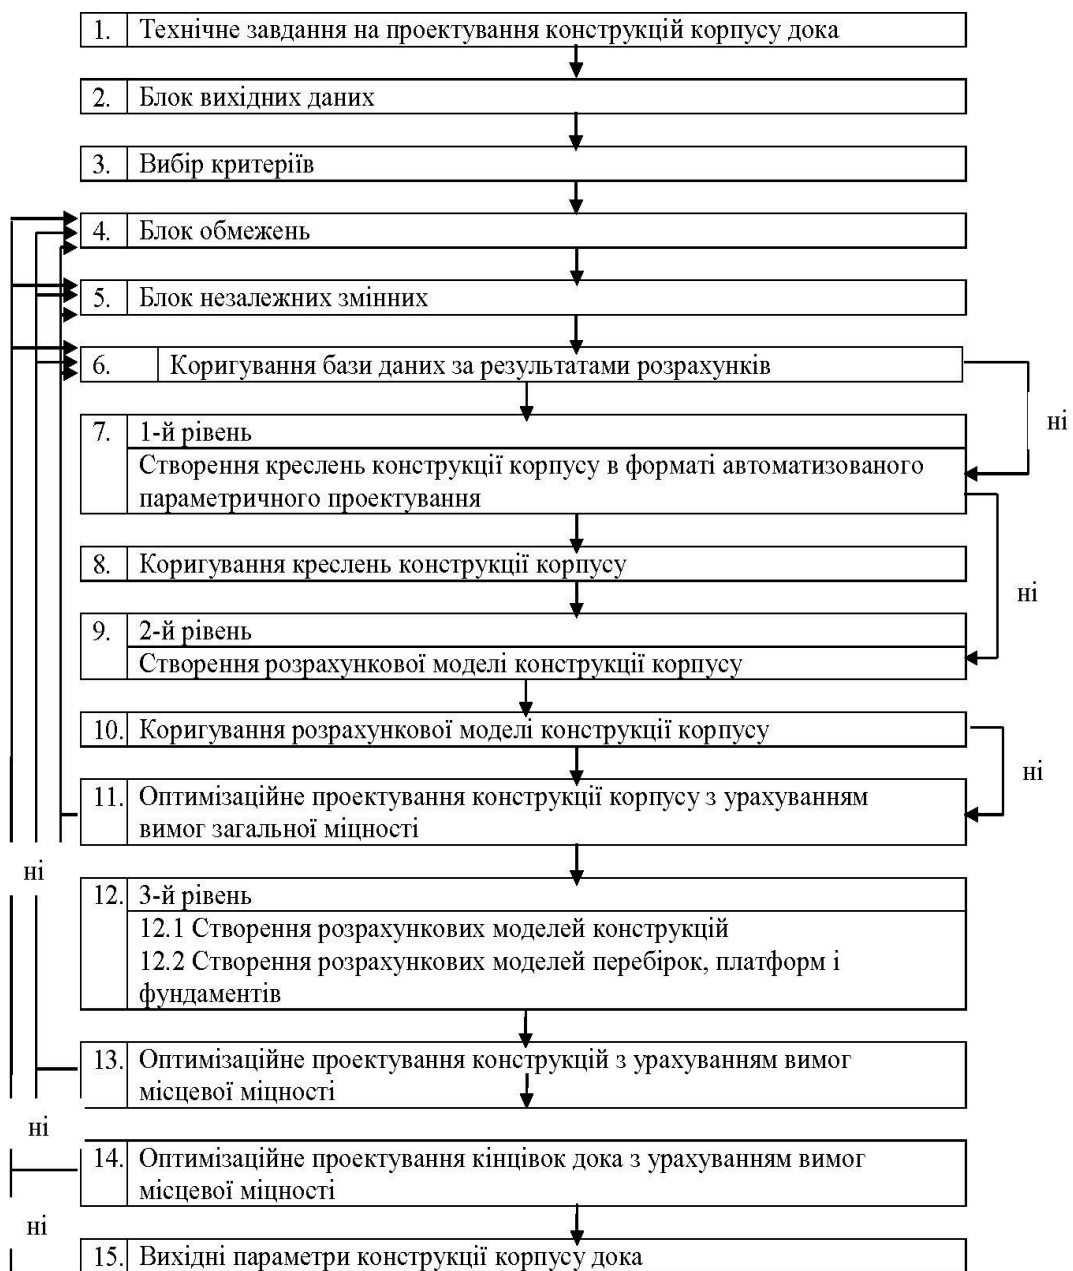 1. Технічне завдання на проектування конструкцій корпусу дока
2. Блок вихідних даних
3. Вибір критеріїв
4. Блок обмежень
5. Блок незалежних змінних
6. Коригування бази даних за результатами розрахунків
ні
7. 1-й рівень
Створення креслень конструкції корпусу в форматі автоматизованого
параметричного проектування
8. Коригування креслень конструкції корпусу
ні
9. 2-й рівень
Створення розрахункової моделі конструкції корпусу
10. Коригування розрахункової моделі конструкції корпусу
ні
11. Оптимізаційне проектування конструкції корпусу з урахуванням
вимог загальної міцності
ні
12. 3-й рівень
12.1 Створення розрахункових моделей конструкцій
12.2 Створення розрахункових моделей перебірок, платформ і
фундаментів
13. Оптимізаційне проектування конструкцій з урахуванням вимог
місцевої міцності
ні
14. Оптимізаційне проектування кінцівок дока з урахуванням вимог
місцевої міцності
ні
15. Вихідні параметри конструкції корпусу дока